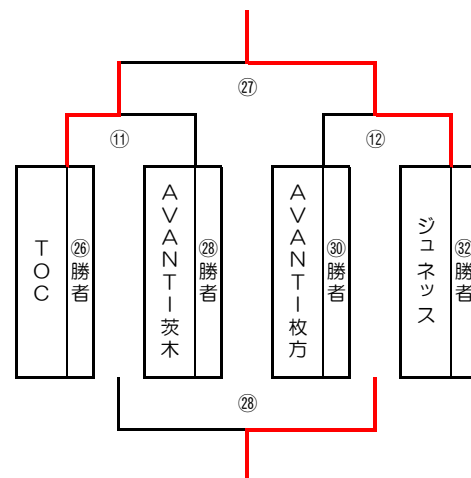 ㉗
⑪
⑫
TOC
㉖勝者
AVANTI茨木
㉘勝者
AVANTI枚方
㉚勝者
ジュネッス
㉜勝者
㉘